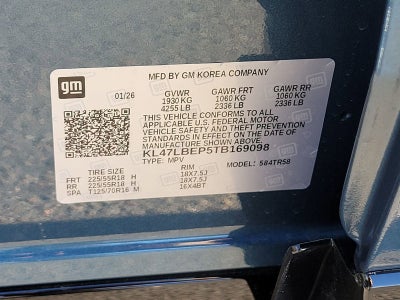 gm
MFD BY GM KOREA COMPANY
01/26 GVWR GAWR FRT GAWR RR
1930 KG 1060 KG 1060 KG
4255 LB 2336 LB 2336 LB
THIS VEHICLE CONFORMS TO ALL
APPLICABLE U.S. FEDERAL MOTOR
VEHICLE SAFETY AND THEFT PREVENTION
STANDARDS IN EFFECT ON THE DATE OF
MANUFACTURE SHOWN ABOVE.
KL47LBEP5TB169098
TYPE: MPV MODEL: 584TR58
TIRE SIZE RIM
FRT 225/55R18 H 18X7.5J
RR 225/55R18 H 18X7.5J
SPA T125/70R16 M 16X4BT